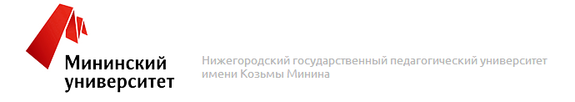 Мининский
университет
Нижегородский государственный педагогический университет
имени Козьмы Минина